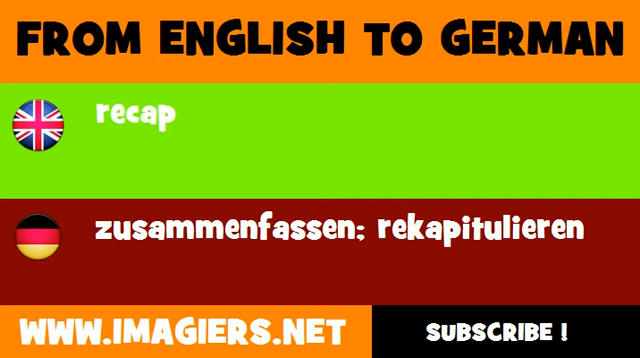 FROM ENGLISH TO GERMAN
recap
zusammenfassen; rekapitulieren
WWW.IMAGIERS.NET
SUBSCRIBE !